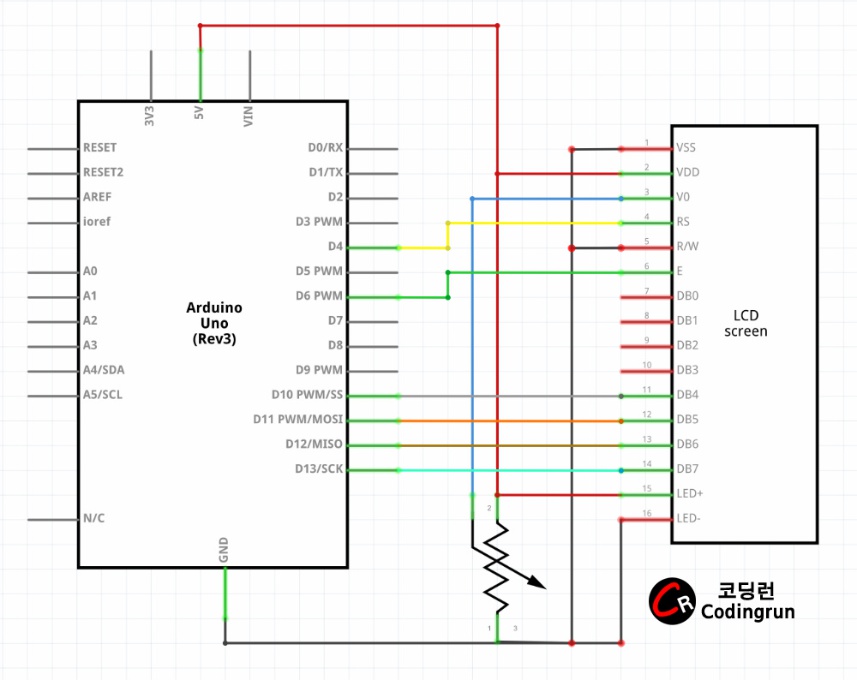 3V3
5V
VIN
RESET
RESET2
AREF
ioref
A0
A1
A2
A3
A4/SDA
A5/SCL
N/C
Arduino
Uno
(Rev3)
D0/RX
D1/TX
D2
D3 PWM
D4
D5 PWM
D6 PWM
D7
D8
D9 PWM
D10 PWM/SS
D11 PWM/MOSI
D12/MISO
D13/SCK
GND
2
1 3
1 VSS
2 VDD
3 V0
4 RS
5 R/W
6 E
7 DB0
8 DB1
9 DB2
10 DB3
11 DB4
12 DB5
13 DB6
14 DB7
15 LED+
16 LED-
LCD
screen
CR
코딩런
Codingrun